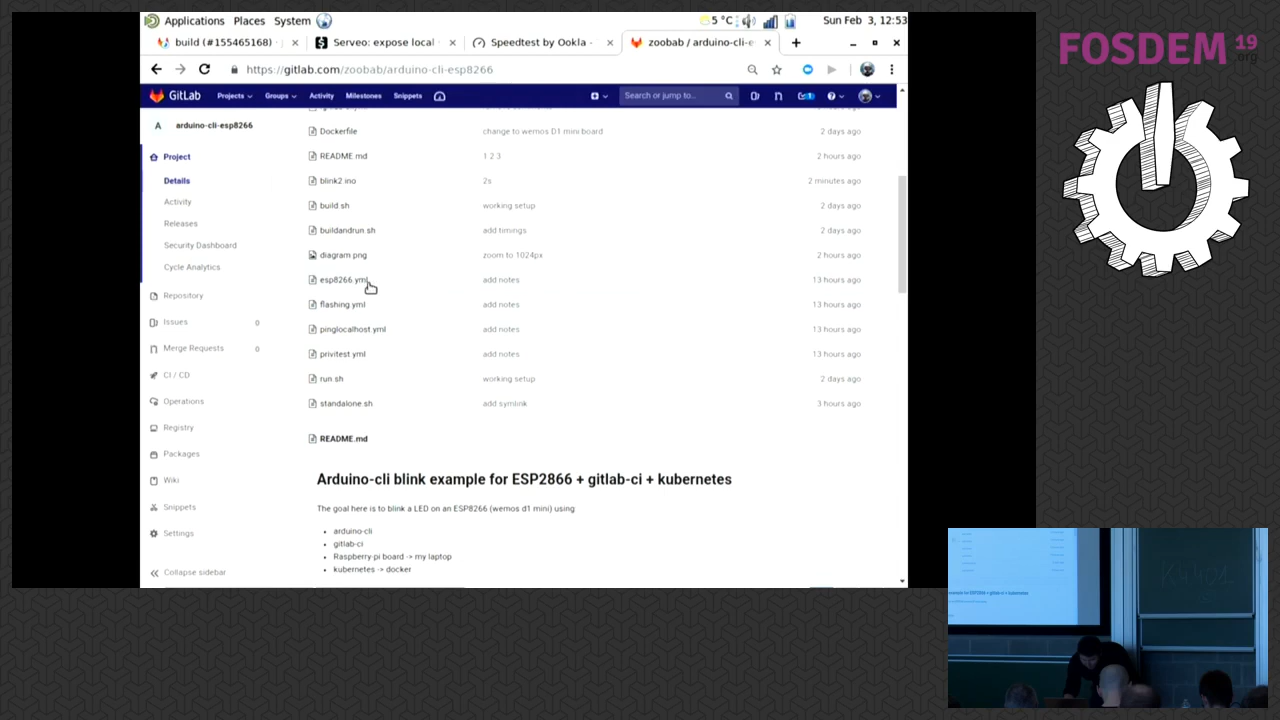 Applications Places System 5 °C Sun Feb 3, 12:53
build (#155465168) · Serveo: expose local Speedtest by Ookla - zoobab / arduino-cli-e
https://gitlab.com/zoobab/arduino-cli-esp8266
GitLab Projects Groups Activity Milestones Snippets Search or jump to... 1
A arduino-cli-esp8266
Project
Details
Activity
Releases
Security Dashboard
Cycle Analytics
Repository
Issues 0
Merge Requests 0
CI / CD
Operations
Registry
Packages
Wiki
Snippets
Settings
Collapse sidebar
Dockerfile change to wemos D1 mini board 2 days ago
README md 1 2 3 2 hours ago
blink2 ino 2s 2 minutes ago
build sh working setup 2 days ago
buildandrun sh add timings 2 days ago
diagram png zoom to 1024px 2 hours ago
esp8266 yml add notes 13 hours ago
flashing yml add notes 13 hours ago
pinglocalhost yml add notes 13 hours ago
privitest yml add notes 13 hours ago
run sh working setup 2 days ago
standalone sh add symlink 3 hours ago
README.md
Arduino-cli blink example for ESP2866 + gitlab-ci + kubernetes
The goal here is to blink a LED on an ESP8266 (wemos d1 mini) using
• arduino-cli
• gitlab-ci
• Raspberry-pi board -> my laptop
• kubernetes -> docker
FOSDEM 19
.org